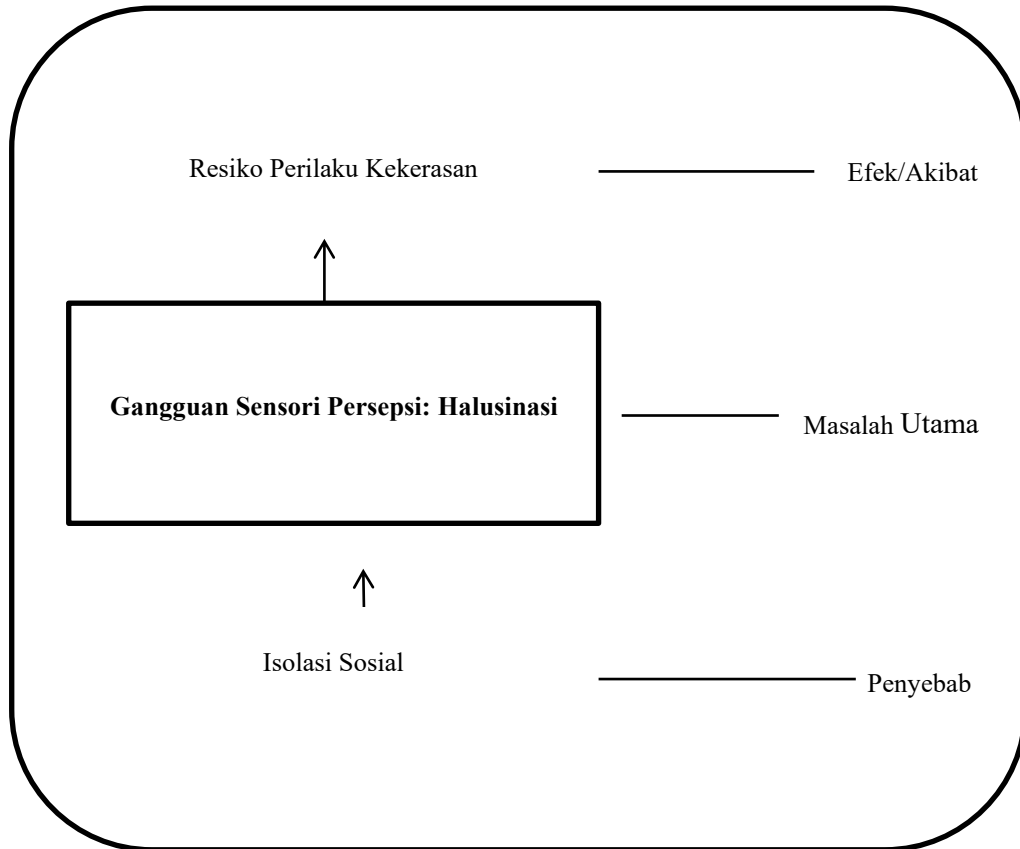 Resiko Perilaku Kekerasan
Efek/Akibat
Gangguan Sensori Persepsi: Halusinasi
Masalah Utama
Isolasi Sosial
Penyebab